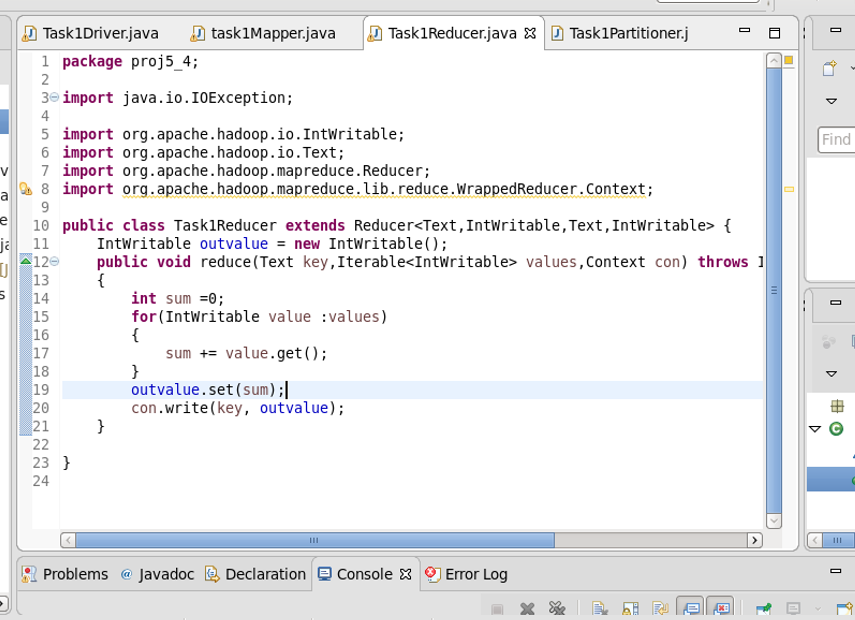 Task1Driver.java task1Mapper.java Task1Reducer.java Task1Partitioner.j
1 package proj5_4;
2
3 import java.io.IOException;
4
5 import org.apache.hadoop.io.IntWritable;
6 import org.apache.hadoop.io.Text;
7 import org.apache.hadoop.mapreduce.Reducer;
8 import org.apache.hadoop.mapreduce.lib.reduce.WrappedReducer.Context;
9
10 public class Task1Reducer extends Reducer<Text,IntWritable,Text,IntWritable> {
11     IntWritable outvalue = new IntWritable();
12     public void reduce(Text key,Iterable<IntWritable> values,Context con) throws I
13     {
14         int sum =0;
15         for(IntWritable value :values)
16         {
17             sum += value.get();
18         }
19         outvalue.set(sum);
20         con.write(key, outvalue);
21     }
22
23 }
24
Find
Problems @ Javadoc Declaration Console Error Log